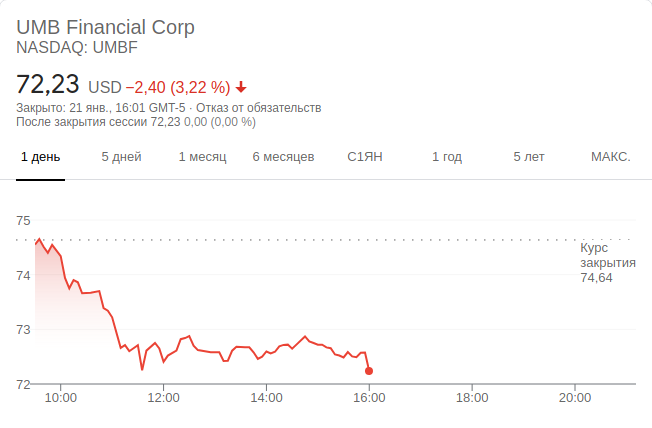 UMB Financial Corp
NASDAQ: UMBF
72,23 USD −2,40 (3,22 %)
Закрыто: 21 янв., 16:01 GMT-5 · Отказ от обязательств
После закрытия сессии 72,23 0,00 (0,00 %)
1 день 5 дней 1 месяц 6 месяцев С1ЯН 1 год 5 лет МАКС.
75
Курс
закрытия
74,64
74
73
72
10:00 12:00 14:00 16:00 18:00 20:00